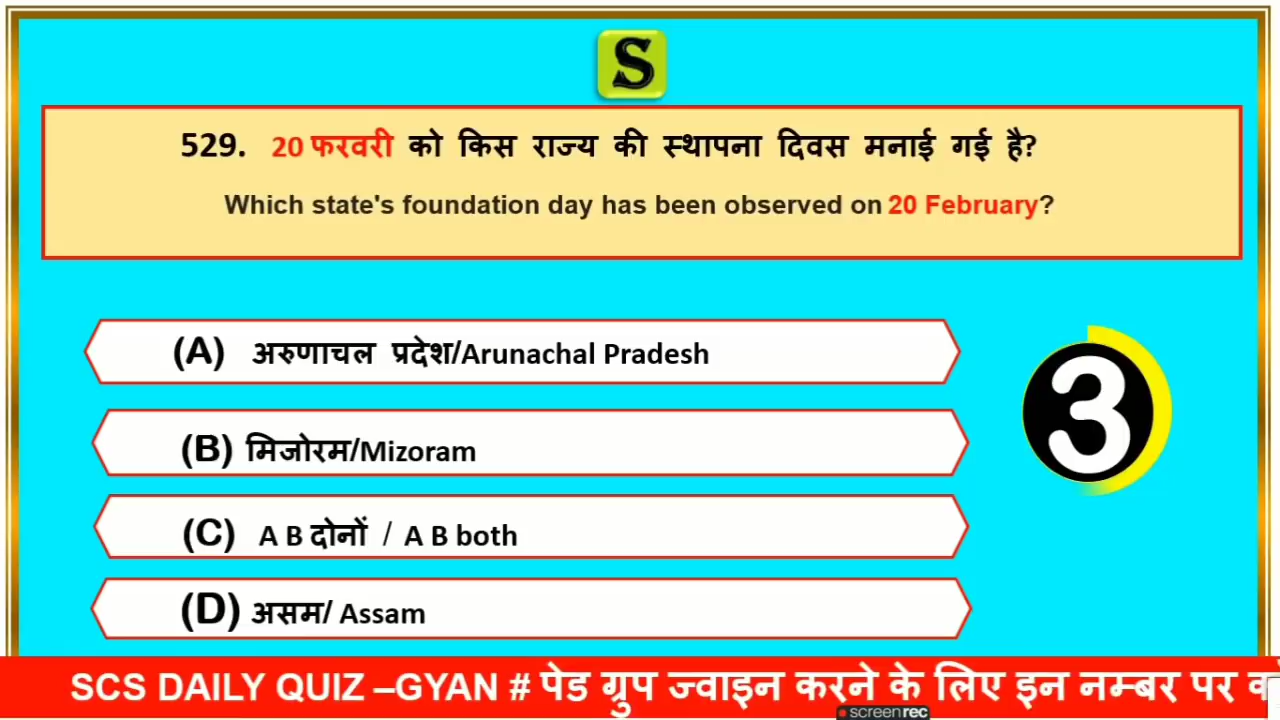 S
529. 20 फरवरी को किस राज्य की स्थापना दिवस मनाई गई है?
Which state's foundation day has been observed on 20 February?
(A) अरुणाचल प्रदेश/Arunachal Pradesh
3
(B) मिजोरम/Mizoram
(C) A B दोनों / A B both
(D) असम/ Assam
SCS DAILY QUIZ –GYAN # पेड ग्रुप ज्वाइन करने के लिए इन नम्बर पर
screenrec